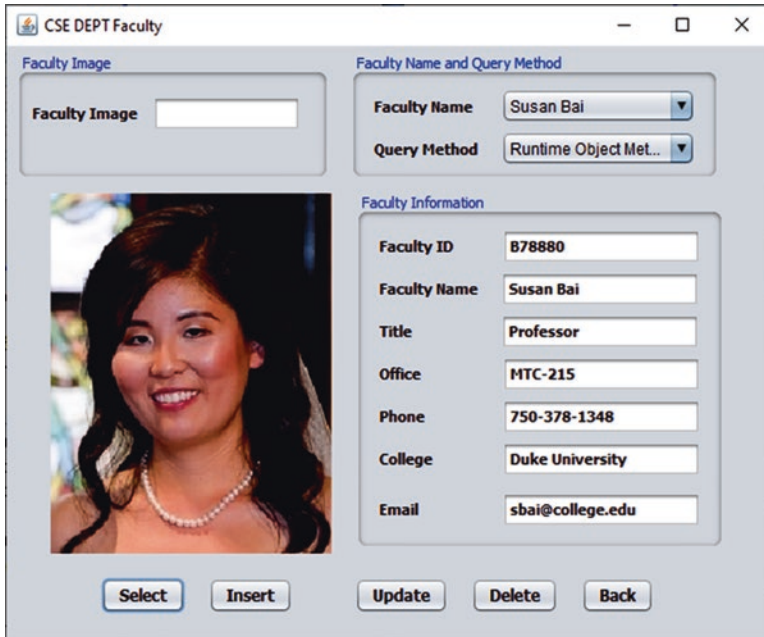 CSE DEPT Faculty
Faculty Image
Faculty Image
Faculty Name and Query Method
Faculty Name Susan Bai
Query Method Runtime Object Met...
Faculty Information
Faculty ID B78880
Faculty Name Susan Bai
Title Professor
Office MTC-215
Phone 750-378-1348
College Duke University
Email sbai@college.edu
Select Insert Update Delete Back